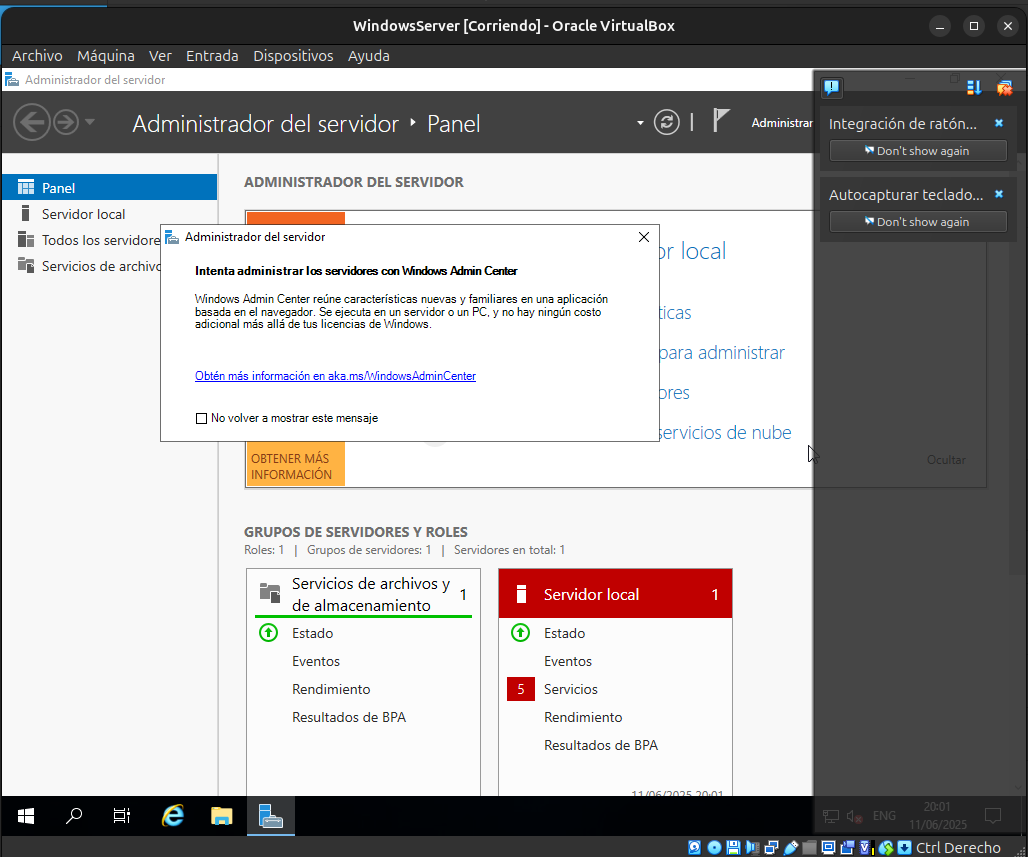 WindowsServer [Corriendo] - Oracle VirtualBox
Archivo Máquina Ver Entrada Dispositivos Ayuda
Administrador del servidor
Administrador del servidor Panel
Administrar
Integración de ratón...
Don't show again
Autocapturar teclado...
Don't show again
Panel
Servidor local
Todos los servidore
Servicios de archivo
ADMINISTRADOR DEL SERVIDOR
Administrador del servidor
Intenta administrar los servidores con Windows Admin Center
Windows Admin Center reúne características nuevas y familiares en una aplicación
basada en el navegador. Se ejecuta en un servidor o un PC, y no hay ningún costo
adicional más allá de tus licencias de Windows.
Obtén más información en aka.ms/WindowsAdminCenter
No volver a mostrar este mensaje
or local
ticas
para administrar
ores
servicios de nube
Ocultar
OBTENER MÁS
INFORMACIÓN
GRUPOS DE SERVIDORES Y ROLES
Roles: 1 | Grupos de servidores: 1 | Servidores en total: 1
Servicios de archivos y
de almacenamiento
1
Estado
Eventos
Rendimiento
Resultados de BPA
Servidor local 1
Estado
Eventos
5 Servicios
Rendimiento
Resultados de BPA
11/06/2025 20:01
ENG
20:01
11/06/2025
Ctrl Derecho